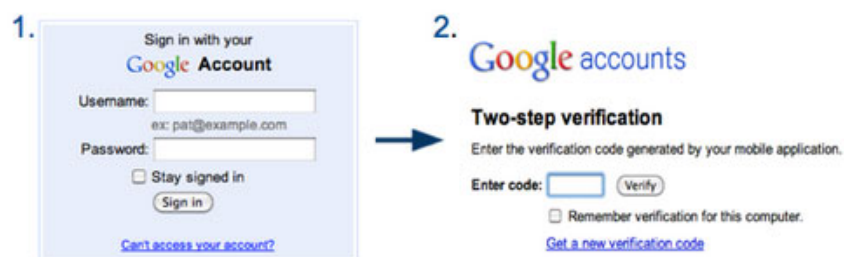 1.
Sign in with your
Google Account
Username:
ex: pat@example.com
Password:
Stay signed in
Sign in
Can't access your account?
2.
Google accounts
Two-step verification
Enter the verification code generated by your mobile application.
Enter code: Verify
Remember verification for this computer.
Get a new verification code